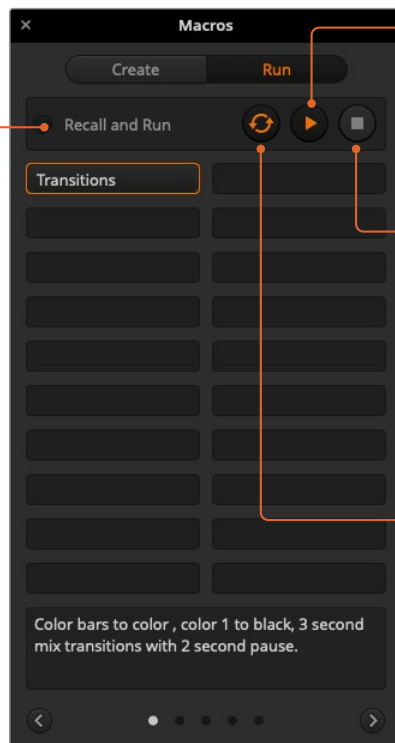 Macros
Create Run
Recall and Run
Transitions
Color bars to color , color 1 to black, 3 second
mix transitions with 2 second pause.